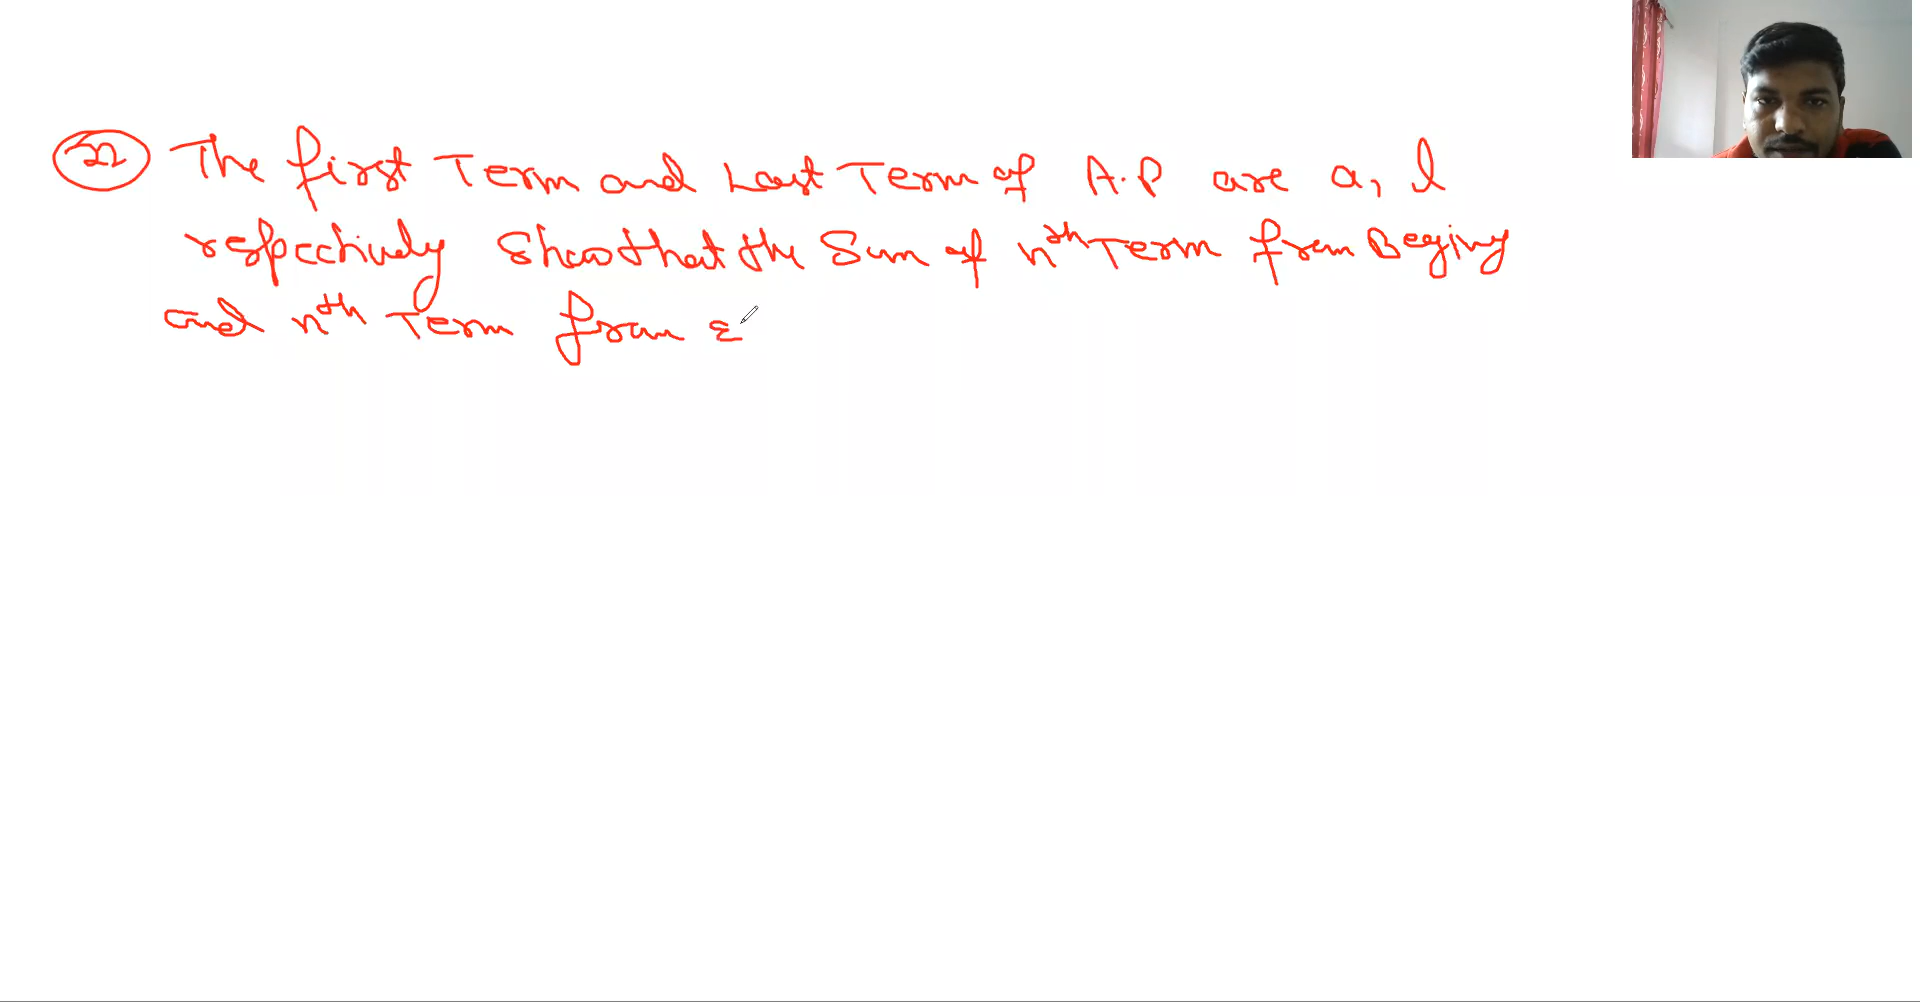 22 The first Term and Last Term of A.P are a, l
respectively Show that the Sum of nth Term from Begining
and nth Term from E